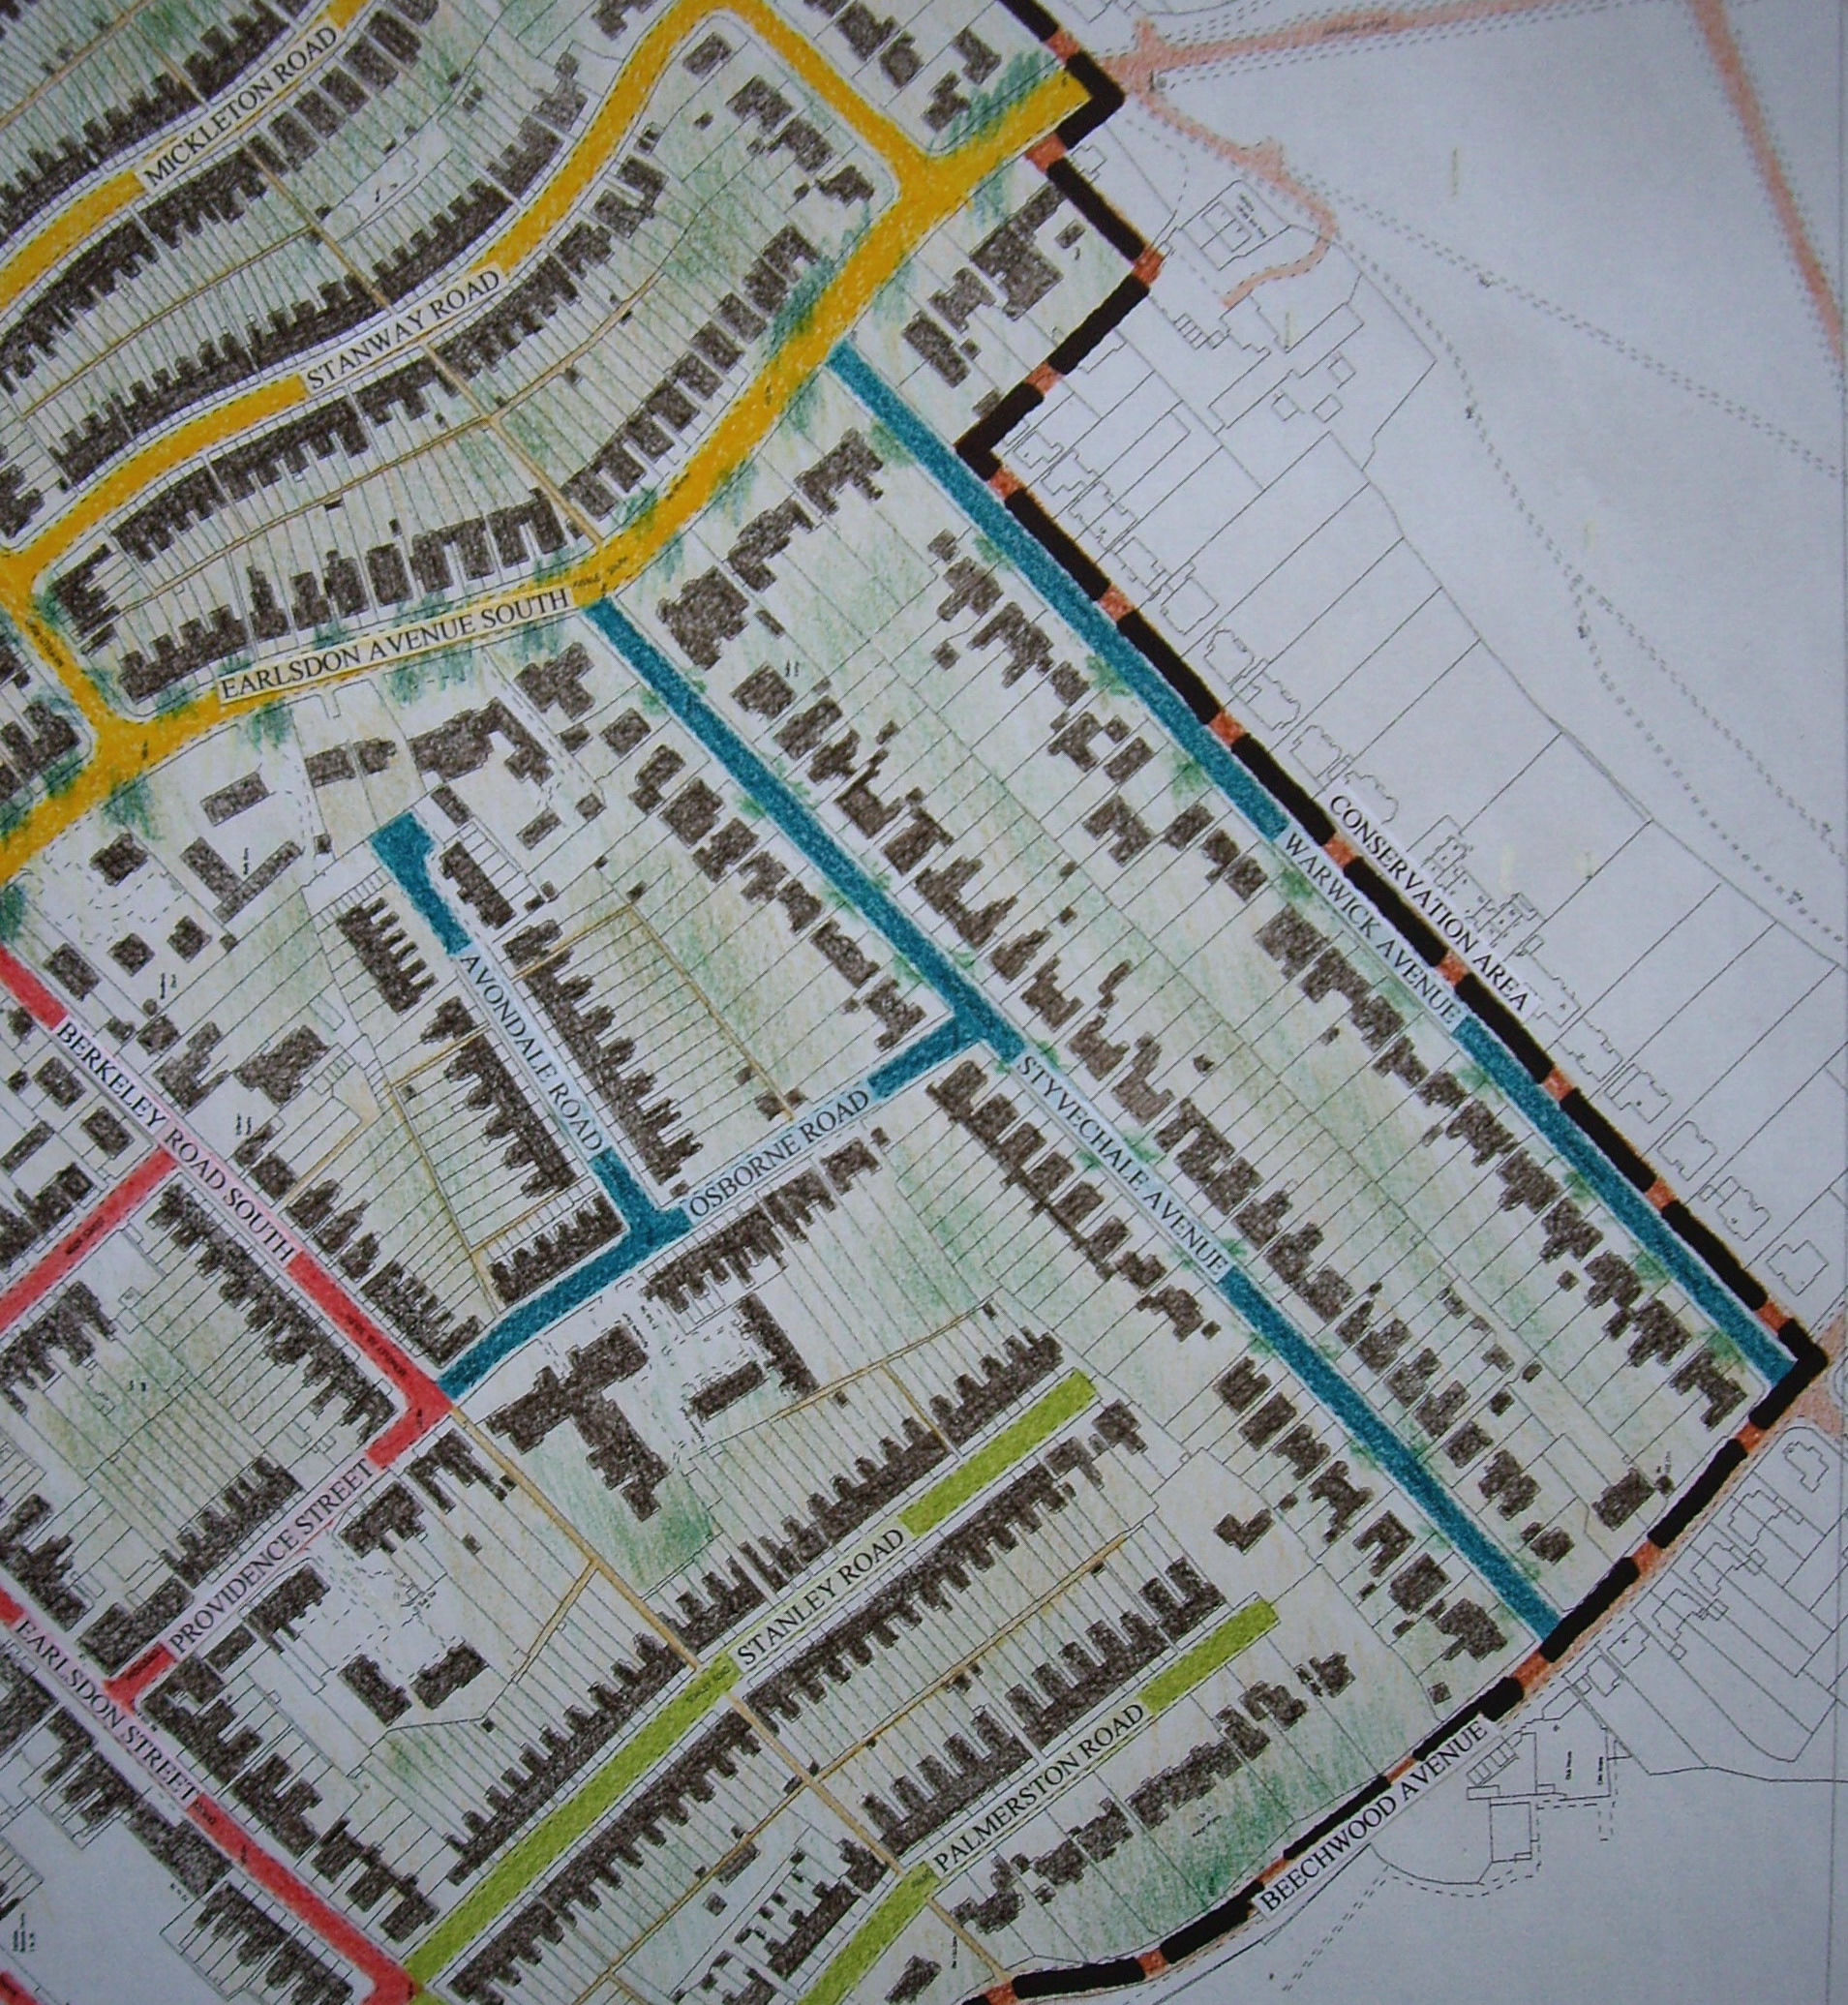 MICKLETON ROAD
STANWAY ROAD
EARLSDON AVENUE SOUTH
CONSERVATION AREA
WARWICK AVENUE
AVONDALE ROAD
BERKELEY ROAD SOUTH
OSBORNE ROAD
STYVECHALE AVENUE
PROVIDENCE STREET
STANLEY ROAD
EARLSDON STREET
PALMERSTON ROAD
BEECHWOOD AVENUE